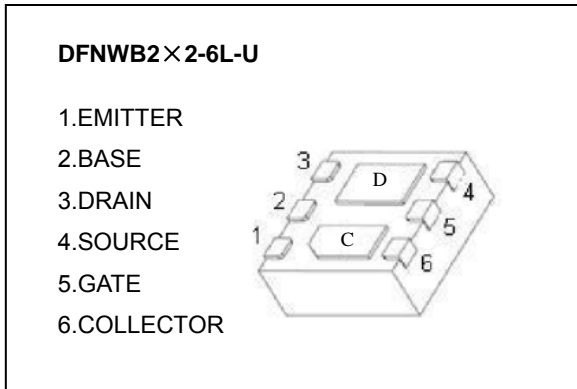 DFNWB2×2-6L-U
1.EMITTER
2.BASE
3.DRAIN
4.SOURCE
5.GATE
6.COLLECTOR
3
D
4
2
5
1
C
6